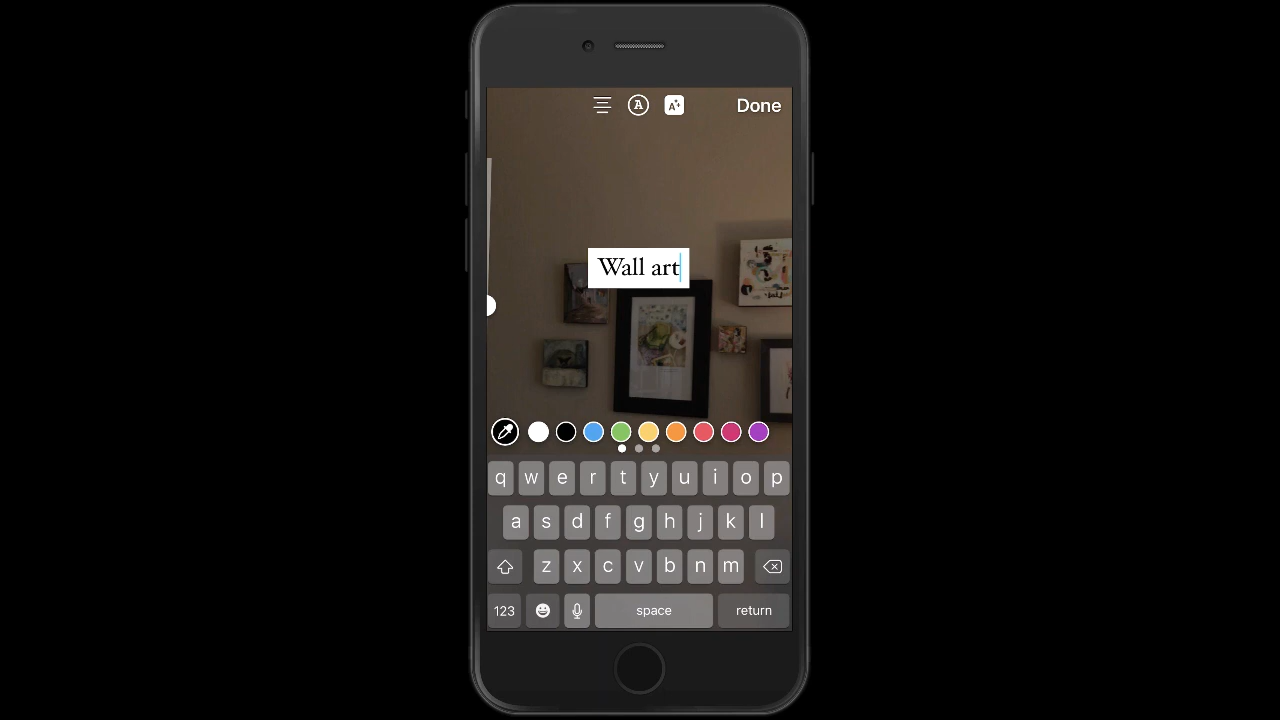 A A+ Done
Wall art
q w e r t y u i o p
a s d f g h j k l
z x c v b n m
123 space return